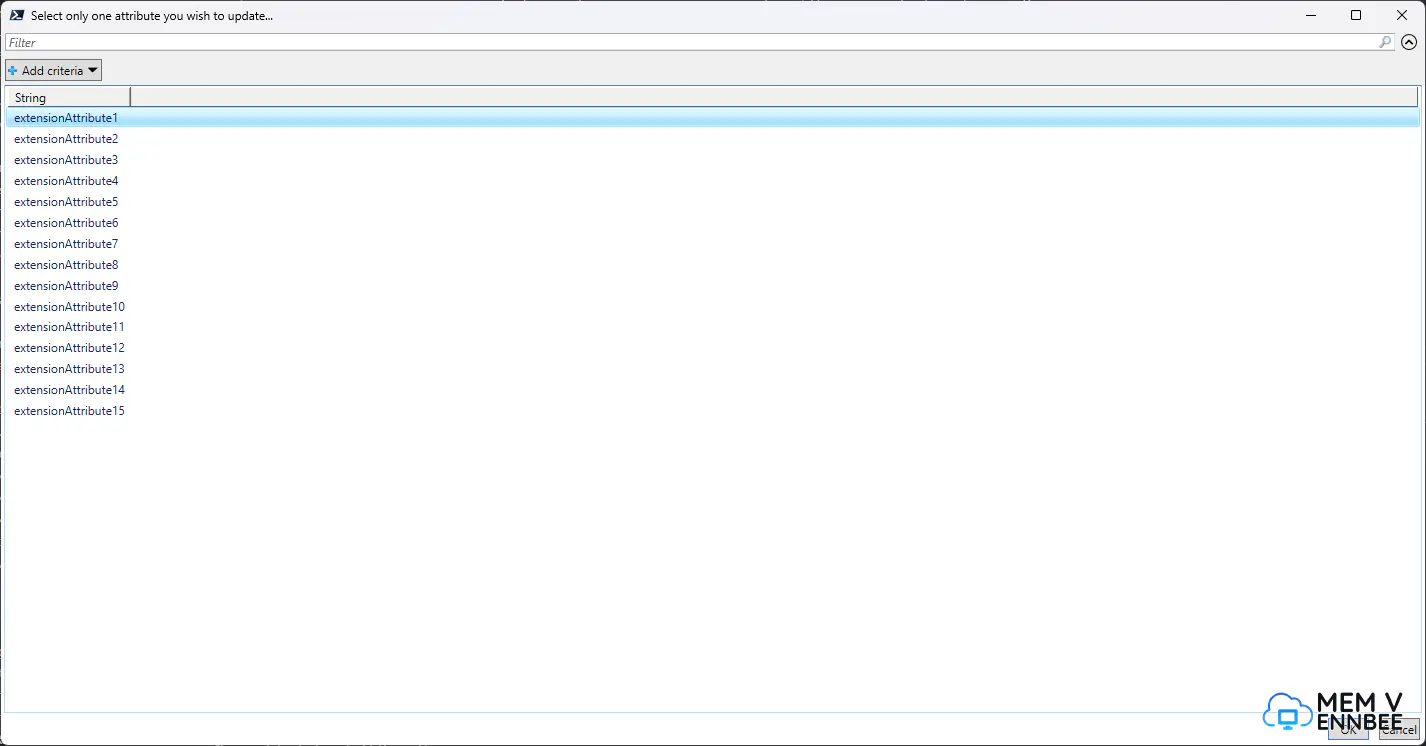 Select only one attribute you wish to update...
Filter
Add criteria
String
extensionAttribute1
extensionAttribute2
extensionAttribute3
extensionAttribute4
extensionAttribute5
extensionAttribute6
extensionAttribute7
extensionAttribute8
extensionAttribute9
extensionAttribute10
extensionAttribute11
extensionAttribute12
extensionAttribute13
extensionAttribute14
extensionAttribute15
MEM V
ENNBEE
OK
Cancel